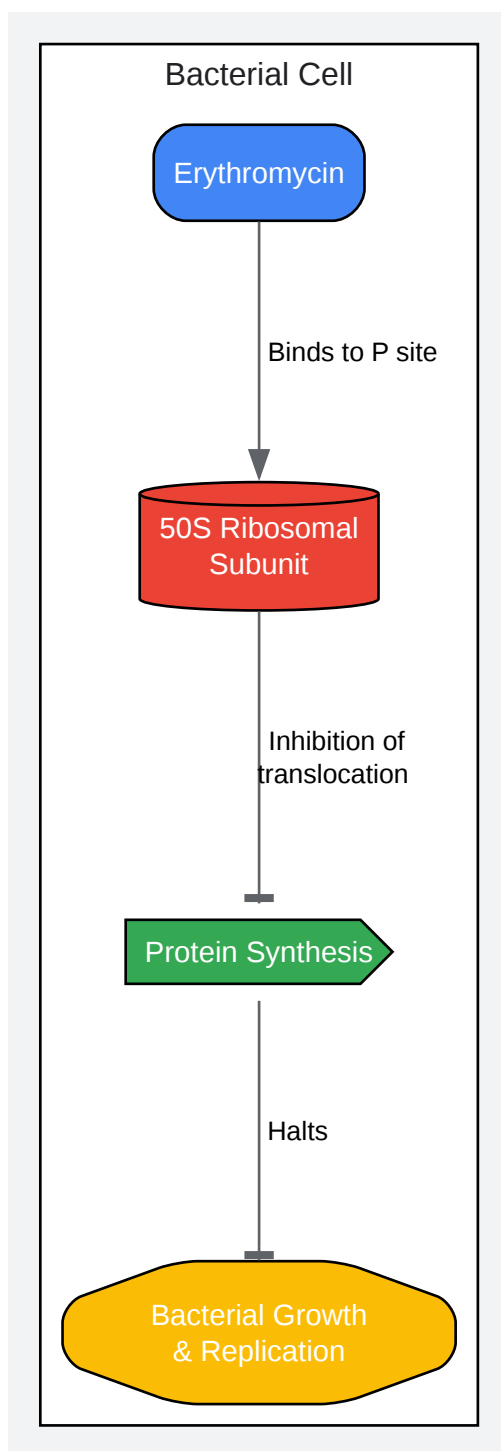 Bacterial Cell
Erythromycin
Binds to P site
50S Ribosomal
Subunit
Inhibition of
translocation
Protein Synthesis
Halts
Bacterial Growth
& Replication